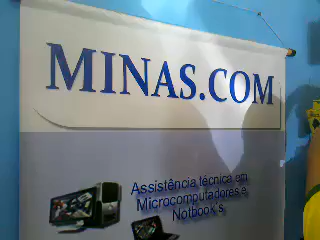 MINAS.COM
Assistência técnica em
Microcomputadores e
Notbook's